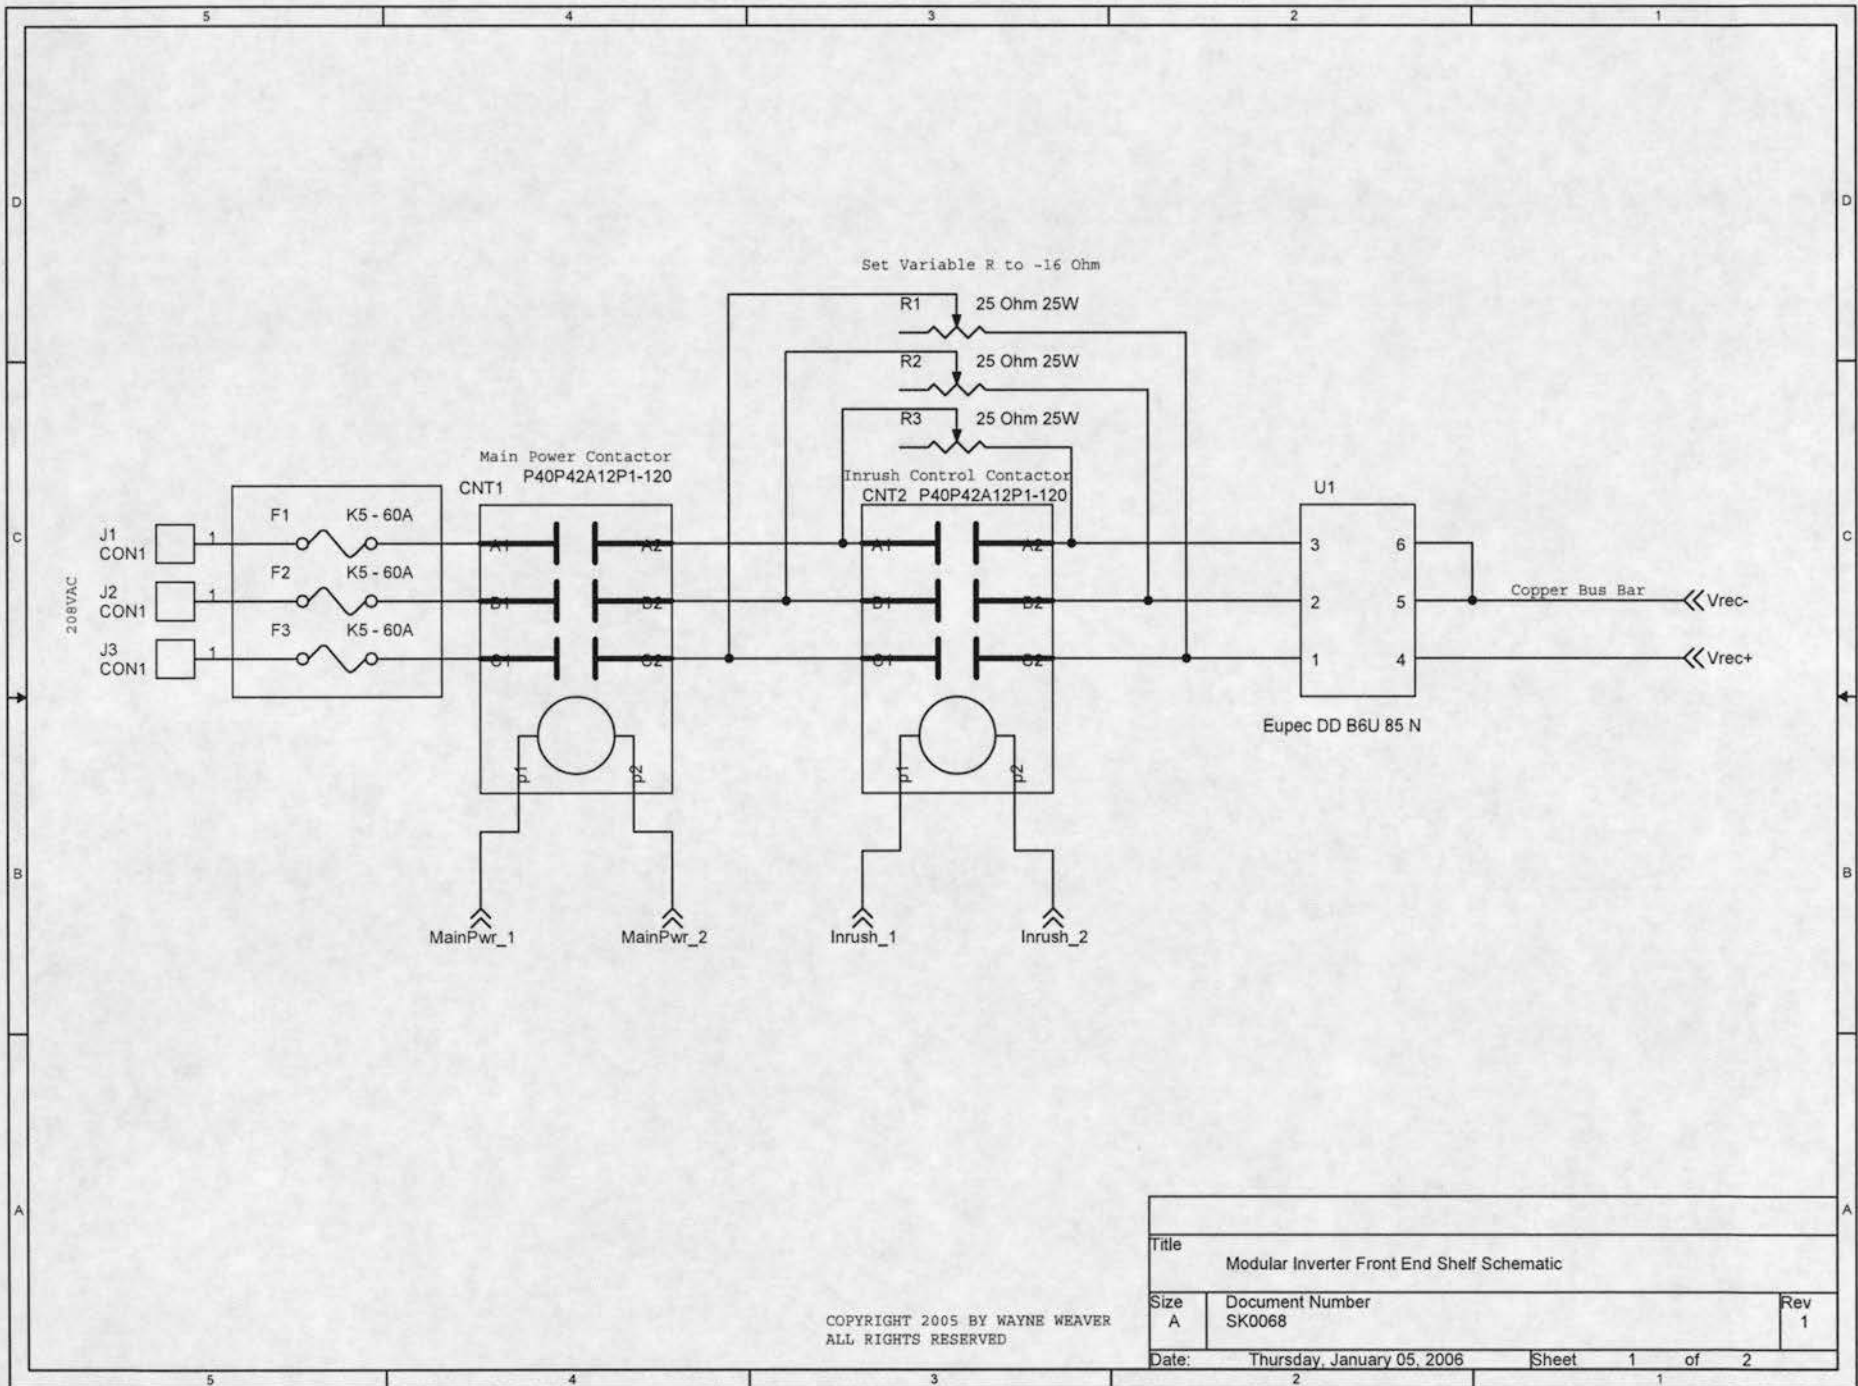 5 4 3 2 1
D D
Set Variable R to -16 Ohm
R1 25 Ohm 25W
R2 25 Ohm 25W
R3 25 Ohm 25W
Main Power Contactor
P40P42A12P1-120
CNT1
Inrush Control Contactor
CNT2 P40P42A12P1-120
U1
C C
208VAC
J1
CON1
1
F1 K5 - 60A
A1 A2
A1 A2
3 6
J2
CON1
1
F2 K5 - 60A
B1 B2
B1 B2
2 5
Copper Bus Bar
Vrec-
J3
CON1
1
F3 K5 - 60A
C1 C2
C1 C2
1 4
Vrec+
Eupec DD B6U 85 N
p1 p2
p1 p2
B B
MainPwr_1 MainPwr_2 Inrush_1 Inrush_2
A A
Title
Modular Inverter Front End Shelf Schematic
Size Document Number Rev
A SK0068 1
COPYRIGHT 2005 BY WAYNE WEAVER
ALL RIGHTS RESERVED
Date: Thursday, January 05, 2006 Sheet 1 of 2
5 4 3 2 1